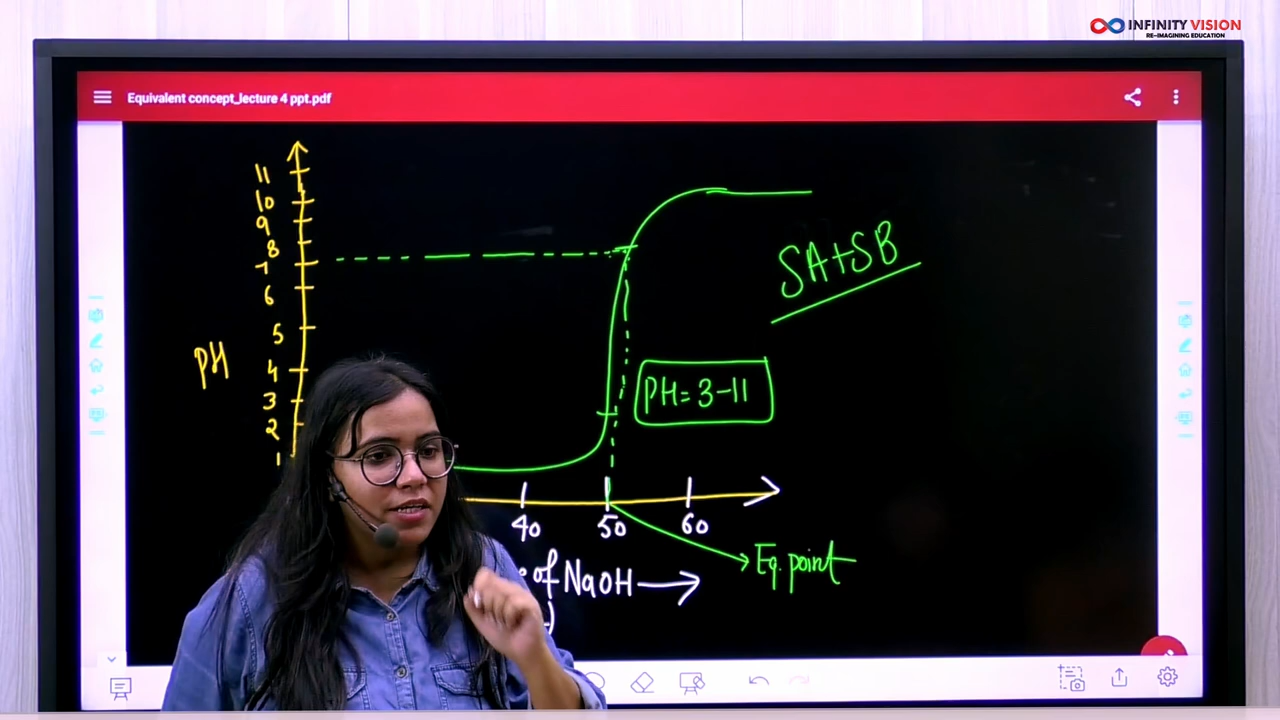 INFINITY VISION
RE-IMAGINING EDUCATION
Equivalent concept_lecture 4 ppt.pdf
11
10
9
8
7
6
5
4
3
2
1
PH
SA+SB
PH= 3-11
40
50
60
of NaOH
Eq. point